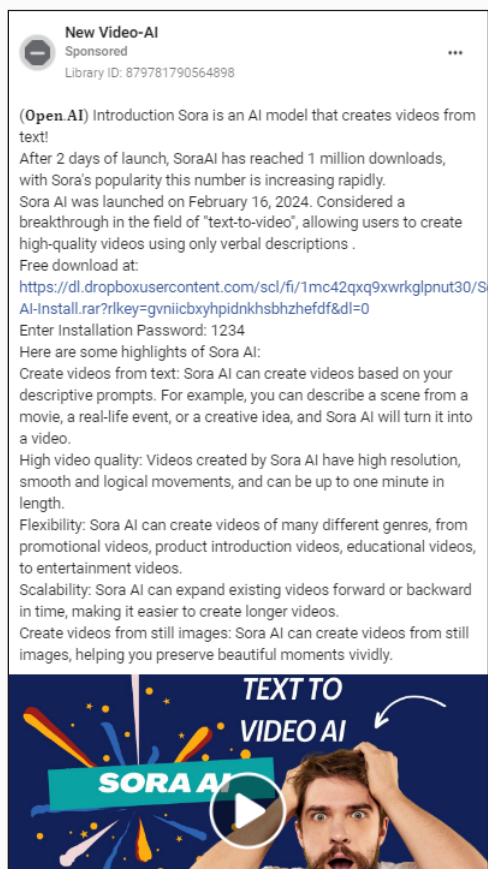 New Video-AI
Sponsored
Library ID: 879781790564898
(Open.AI) Introduction Sora is an AI model that creates videos from
text!
After 2 days of launch, SoraAI has reached 1 million downloads,
with Sora's popularity this number is increasing rapidly.
Sora AI was launched on February 16, 2024. Considered a
breakthrough in the field of "text-to-video", allowing users to create
high-quality videos using only verbal descriptions .
Free download at:
https://dl.dropboxusercontent.com/scl/fi/1mc42qxq9xwrkglpnut30/S
AI-Install.rar?rlkey=gvniicbxyhpidnkhsbhzhefdf&dl=0
Enter Installation Password: 1234
Here are some highlights of Sora AI:
Create videos from text: Sora AI can create videos based on your
descriptive prompts. For example, you can describe a scene from a
movie, a real-life event, or a creative idea, and Sora AI will turn it into
a video.
High video quality: Videos created by Sora AI have high resolution,
smooth and logical movements, and can be up to one minute in
length.
Flexibility: Sora AI can create videos of many different genres, from
promotional videos, product introduction videos, educational videos,
to entertainment videos.
Scalability: Sora AI can expand existing videos forward or backward
in time, making it easier to create longer videos.
Create videos from still images: Sora AI can create videos from still
images, helping you preserve beautiful moments vividly.
TEXT TO
VIDEO AI
SORA AI